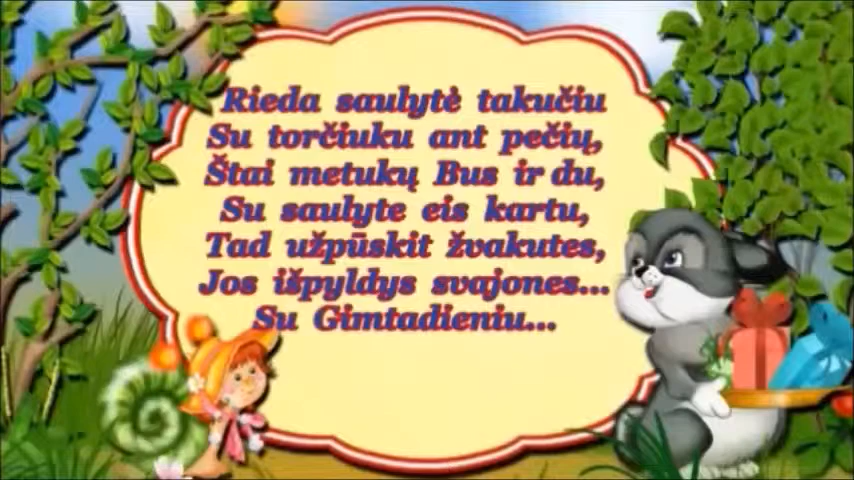 Rieda saulytė takučiu
Su torčiuku ant pečių,
Štai metukų Bus ir du,
Su saulyte eis kartu,
Tad užpūskit žvakutes,
Jos išpyldys svajones...
Su Gimtadieniu...